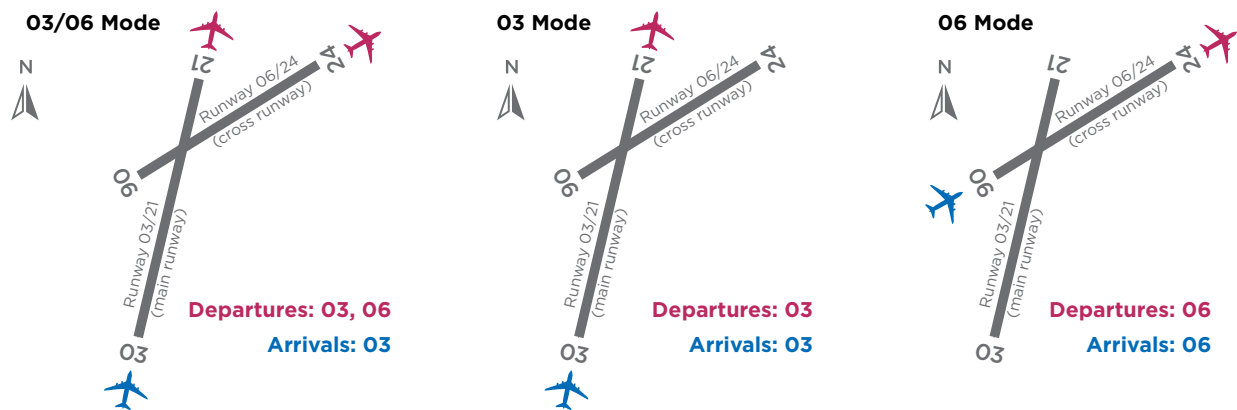 03/06 Mode
N
21
24
Runway 06/24
(cross runway)
06
Runway 03/21
(main runway)
Departures: 03, 06
Arrivals: 03
03
03 Mode
N
21
24
Runway 06/24
(cross runway)
06
Runway 03/21
(main runway)
Departures: 03
Arrivals: 03
03
06 Mode
N
21
24
Runway 06/24
(cross runway)
06
Runway 03/21
(main runway)
Departures: 06
Arrivals: 06
03